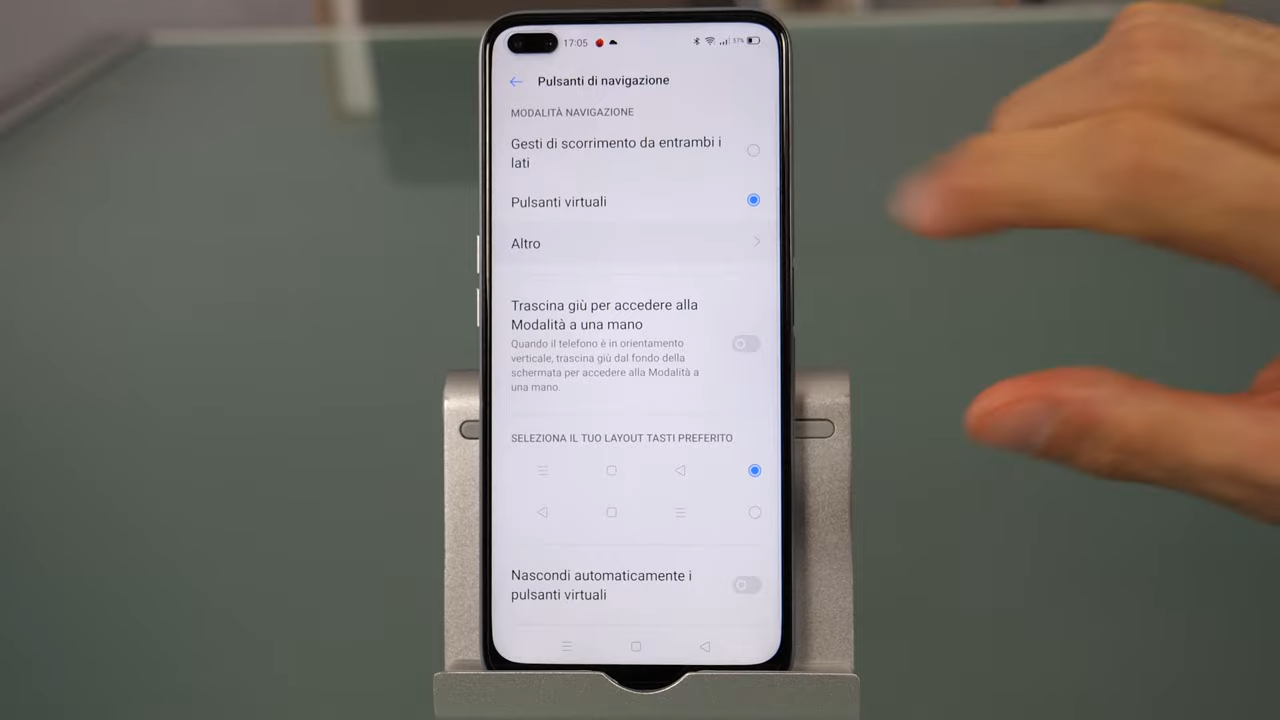 17:05
57%
Pulsanti di navigazione
MODALITÀ NAVIGAZIONE
Gesti di scorrimento da entrambi i
lati
Pulsanti virtuali
Altro
Trascina giù per accedere alla
Modalità a una mano
Quando il telefono è in orientamento
verticale, trascina giù dal fondo della
schermata per accedere alla Modalità a
una mano.
SELEZIONA IL TUO LAYOUT TASTI PREFERITO
Nascondi automaticamente i
pulsanti virtuali